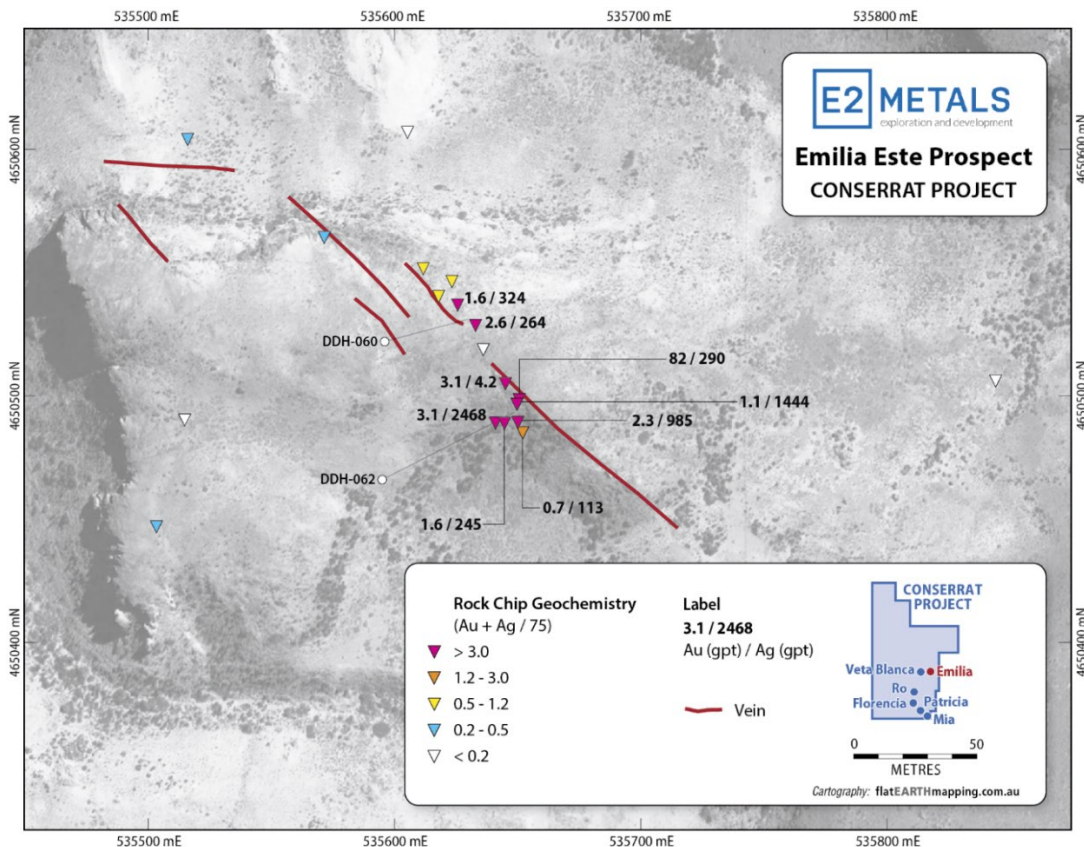 535500 mE 535600 mE 535700 mE 535800 mE
E2 METALS
exploration and development
Emilia Este Prospect
CONSERRAT PROJECT
4650600 mN 4650600 mN
1.6 / 324
2.6 / 264
DDH-060
82 / 290
3.1 / 4.2
1.1 / 1444
4650500 mN 4650500 mN
3.1 / 2468
2.3 / 985
DDH-062
0.7 / 113
1.6 / 245
Rock Chip Geochemistry
(Au + Ag / 75)
> 3.0
1.2 - 3.0
0.5 - 1.2
0.2 - 0.5
< 0.2
Label
3.1 / 2468
Au (gpt) / Ag (gpt)
Vein
CONSERRAT
PROJECT
Veta Blanca Emilia
Ro
Florencia Patricia
Mia
0 50
METRES
Cartography: flatEARTHmapping.com.au
4650400 mN 4650400 mN
535500 mE 535600 mE 535700 mE 535800 mE